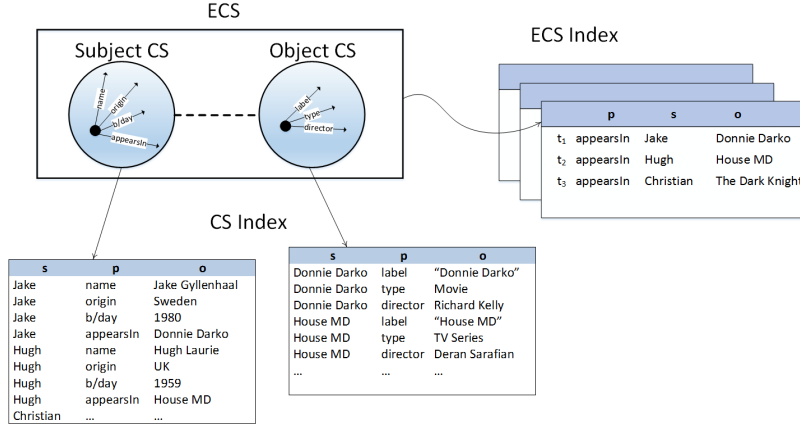 ECS
Subject CS
Object CS
name
origin
b/day
appearsIn
label
type
director
ECS Index
p s o
t1 appearsIn Jake Donnie Darko
t2 appearsIn Hugh House MD
t3 appearsIn Christian The Dark Knight
CS Index
s p o
Jake name Jake Gyllenhaal
Jake origin Sweden
Jake b/day 1980
Jake appearsIn Donnie Darko
Hugh name Hugh Laurie
Hugh origin UK
Hugh b/day 1959
Hugh appearsIn House MD
Christian … …
s p o
Donnie Darko label “Donnie Darko”
Donnie Darko type Movie
Donnie Darko director Richard Kelly
House MD label “House MD”
House MD type TV Series
House MD director Deran Sarafian
… … …